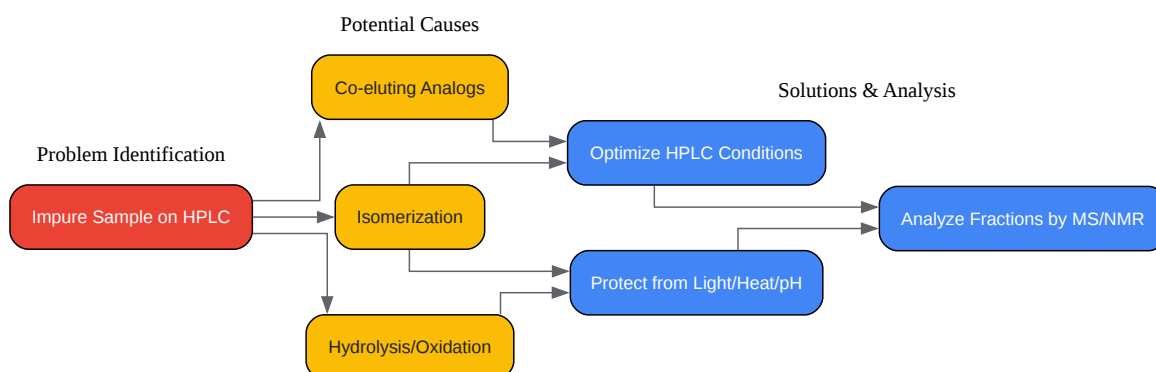 Potential Causes
Co-eluting Analogs
Solutions & Analysis
Problem Identification
Optimize HPLC Conditions
Impure Sample on HPLC
Isomerization
Analyze Fractions by MS/NMR
Protect from Light/Heat/pH
Hydrolysis/Oxidation